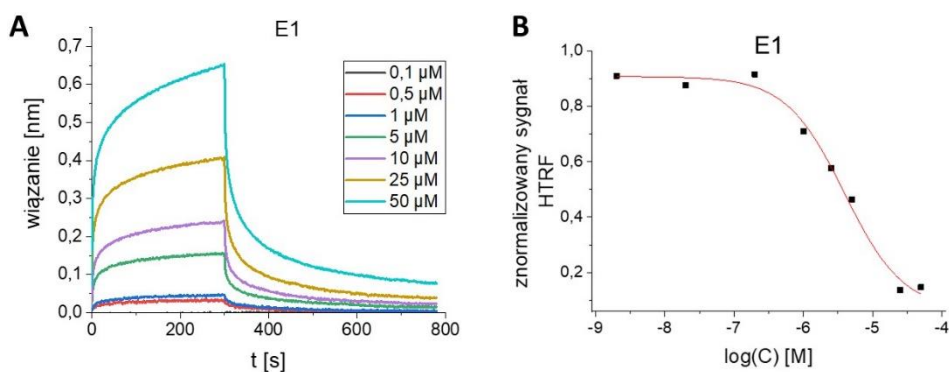 A
E1
wiązanie [nm]
0,7
0,6
0,5
0,4
0,3
0,2
0,1
0,0
0 200 400 600 800
t [s]
0,1 µM
0,5 µM
1 µM
5 µM
10 µM
25 µM
50 µM
B
E1
znormalizowany sygnał
HTRF
1,0
0,8
0,6
0,4
0,2
-9 -8 -7 -6 -5 -4
log(C) [M]